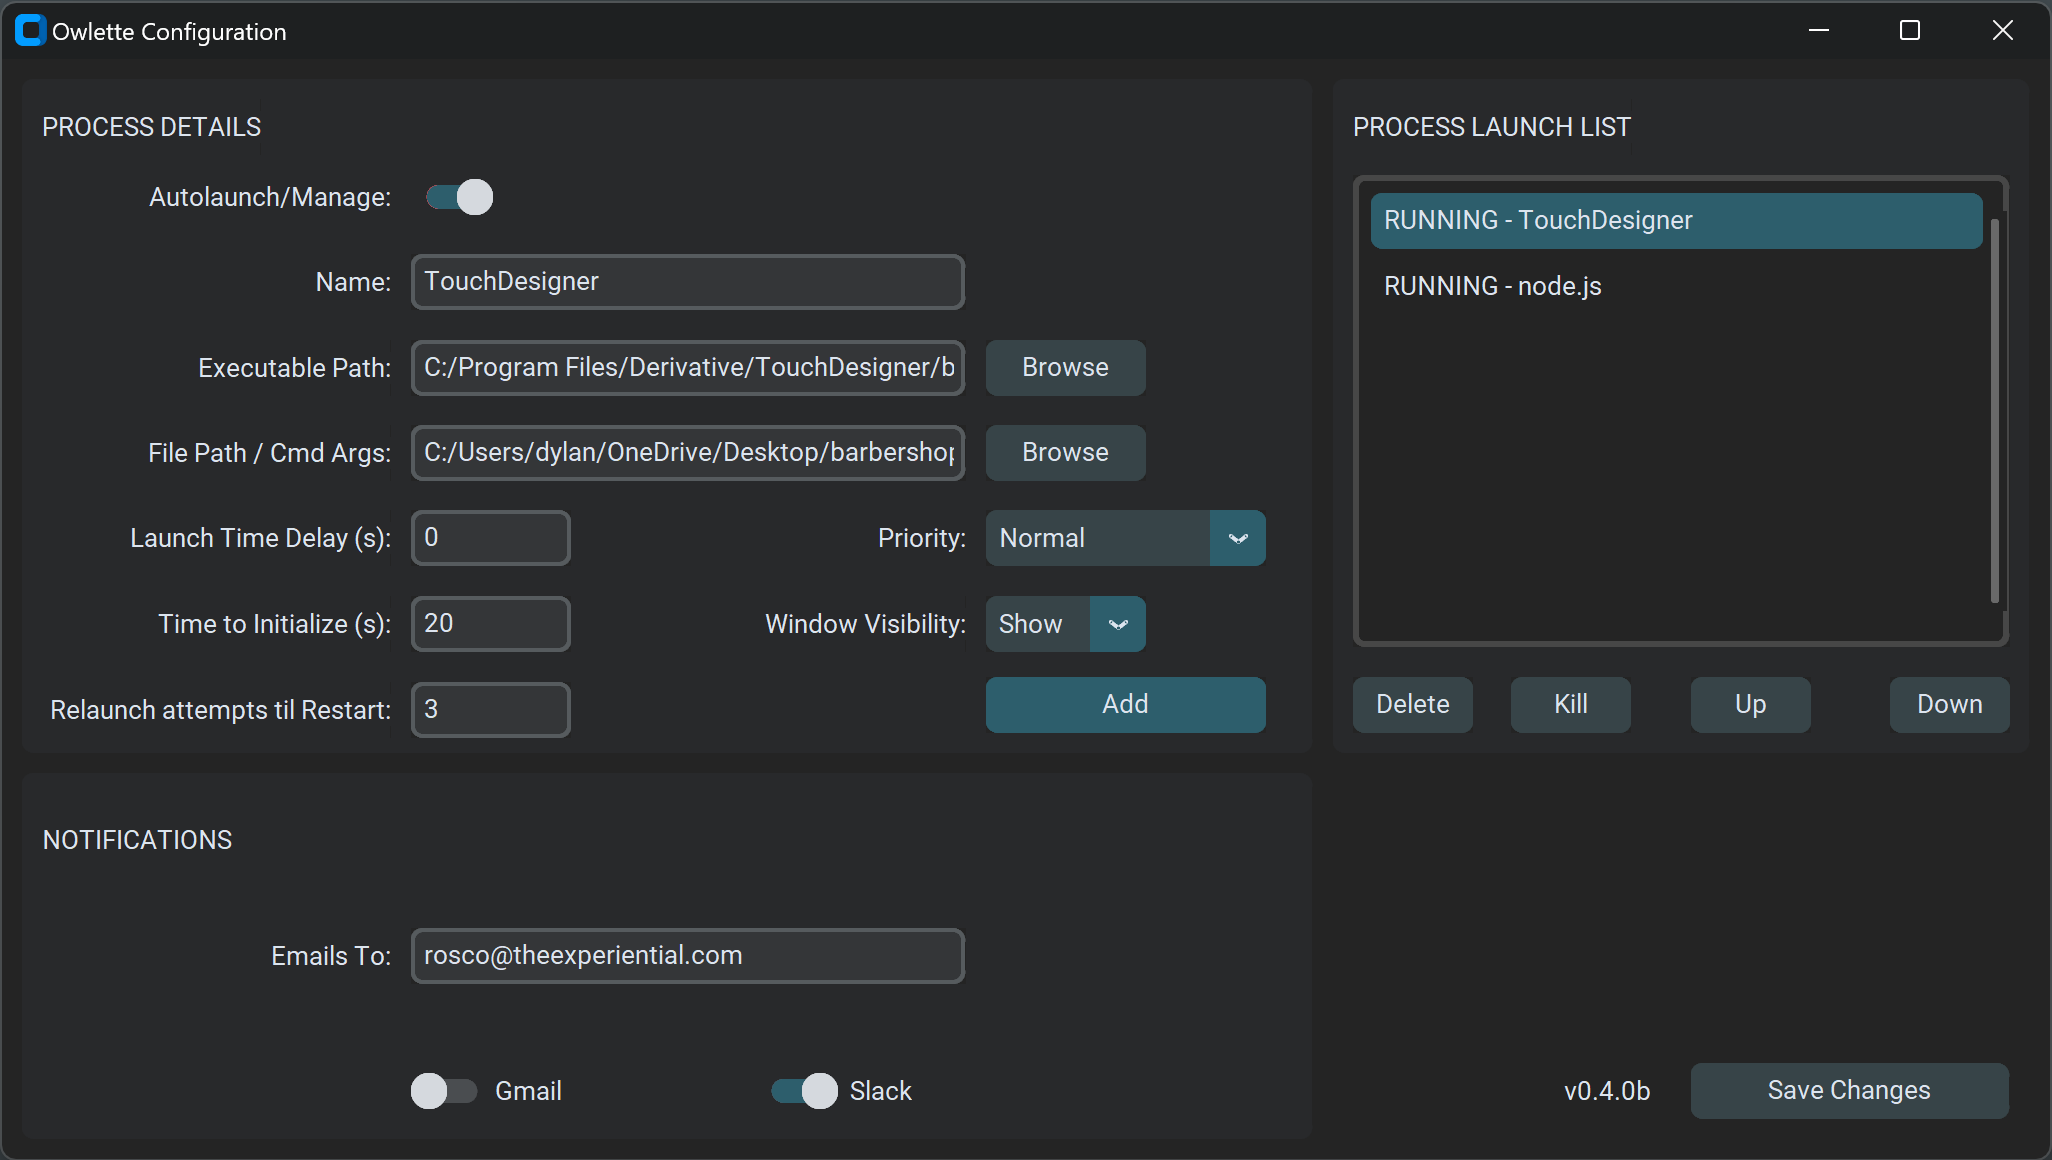 Owlette Configuration
PROCESS DETAILS
Autolaunch/Manage:
Name: TouchDesigner
Executable Path: C:/Program Files/Derivative/TouchDesigner/b Browse
File Path / Cmd Args: C:/Users/dylan/OneDrive/Desktop/barbershop Browse
Launch Time Delay (s): 0 Priority: Normal
Time to Initialize (s): 20 Window Visibility: Show
Relaunch attempts til Restart: 3 Add
PROCESS LAUNCH LIST
RUNNING - TouchDesigner
RUNNING - node.js
Delete Kill Up Down
NOTIFICATIONS
Emails To: rosco@theexperiential.com
Gmail Slack
v0.4.0b Save Changes